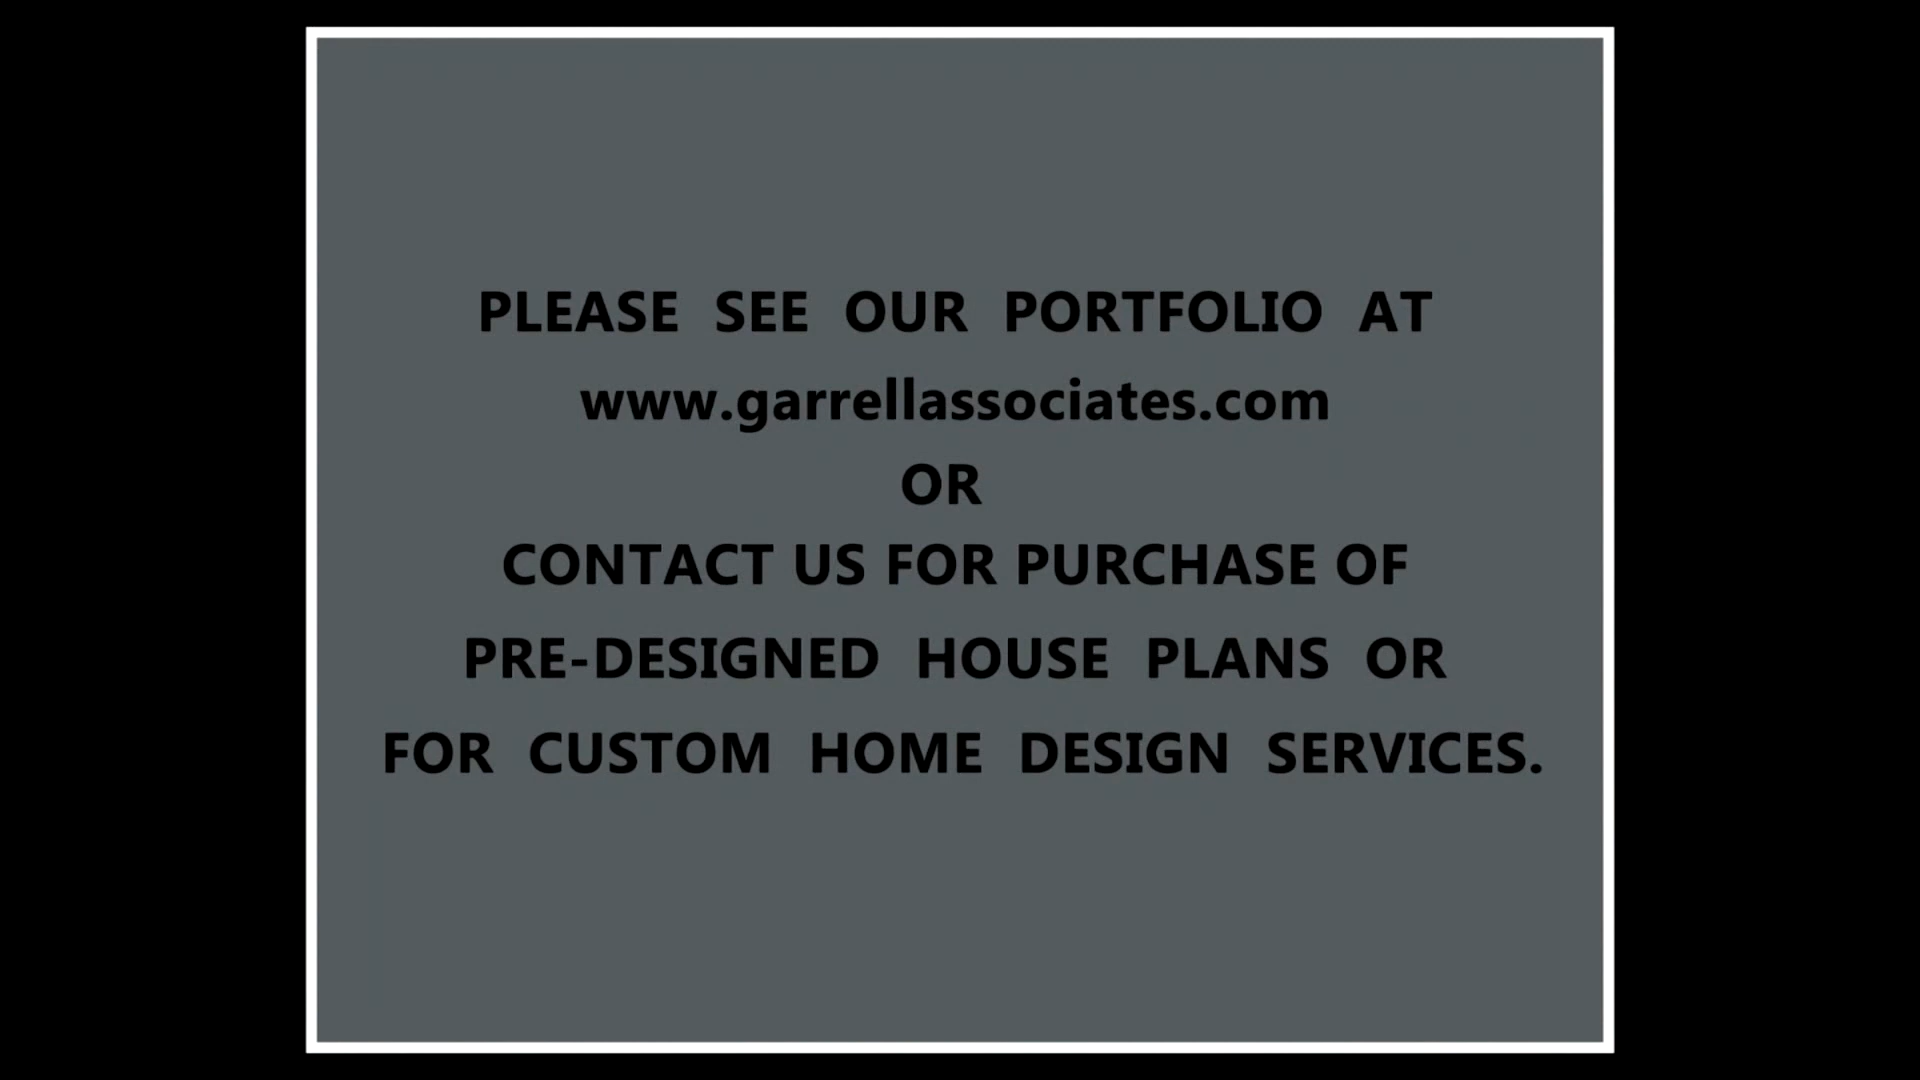 PLEASE SEE OUR PORTFOLIO AT
www.garrellassociates.com
OR
CONTACT US FOR PURCHASE OF
PRE-DESIGNED HOUSE PLANS OR
FOR CUSTOM HOME DESIGN SERVICES.